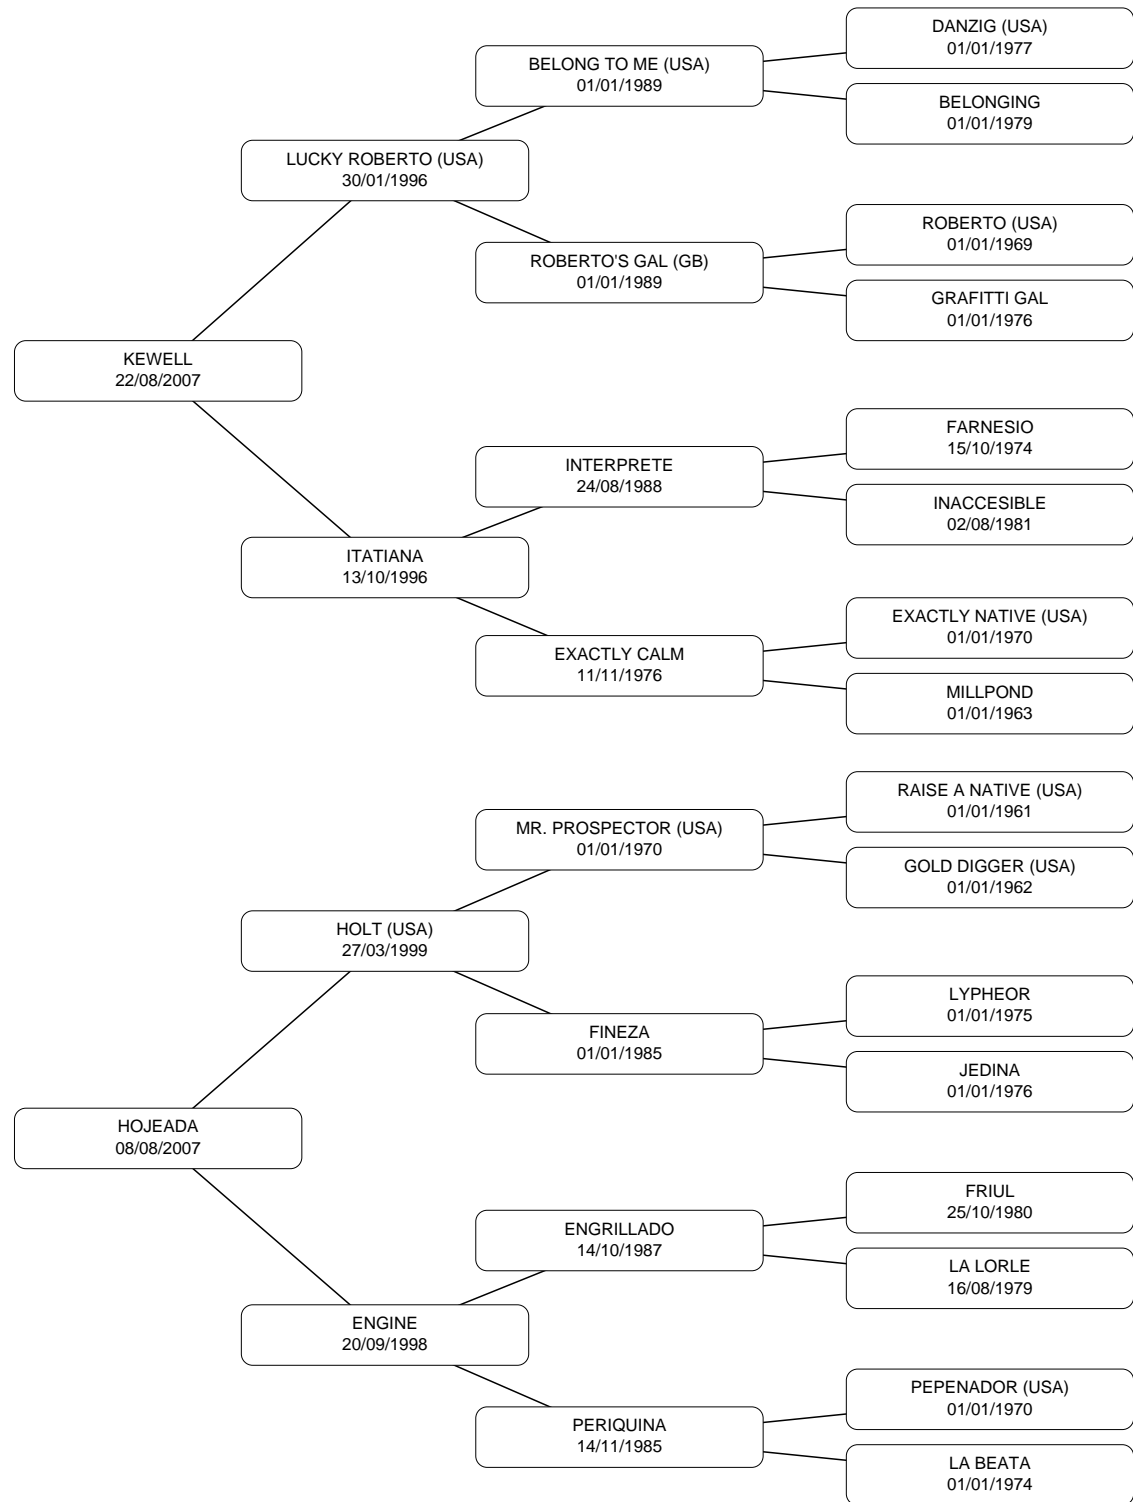 DANZIG (USA)
01/01/1977
BELONG TO ME (USA)
01/01/1989
BELONGING
01/01/1979
LUCKY ROBERTO (USA)
30/01/1996
ROBERTO (USA)
01/01/1969
ROBERTO'S GAL (GB)
01/01/1989
GRAFITTI GAL
01/01/1976
KEWELL
22/08/2007
FARNESIO
15/10/1974
INTERPRETE
24/08/1988
INACCESIBLE
02/08/1981
ITATIANA
13/10/1996
EXACTLY NATIVE (USA)
01/01/1970
EXACTLY CALM
11/11/1976
MILLPOND
01/01/1963
RAISE A NATIVE (USA)
01/01/1961
MR. PROSPECTOR (USA)
01/01/1970
GOLD DIGGER (USA)
01/01/1962
HOLT (USA)
27/03/1999
LYPHEOR
01/01/1975
FINEZA
01/01/1985
JEDINA
01/01/1976
HOJEADA
08/08/2007
FRIUL
25/10/1980
ENGRILLADO
14/10/1987
LA LORLE
16/08/1979
ENGINE
20/09/1998
PEPENADOR (USA)
01/01/1970
PERIQUINA
14/11/1985
LA BEATA
01/01/1974